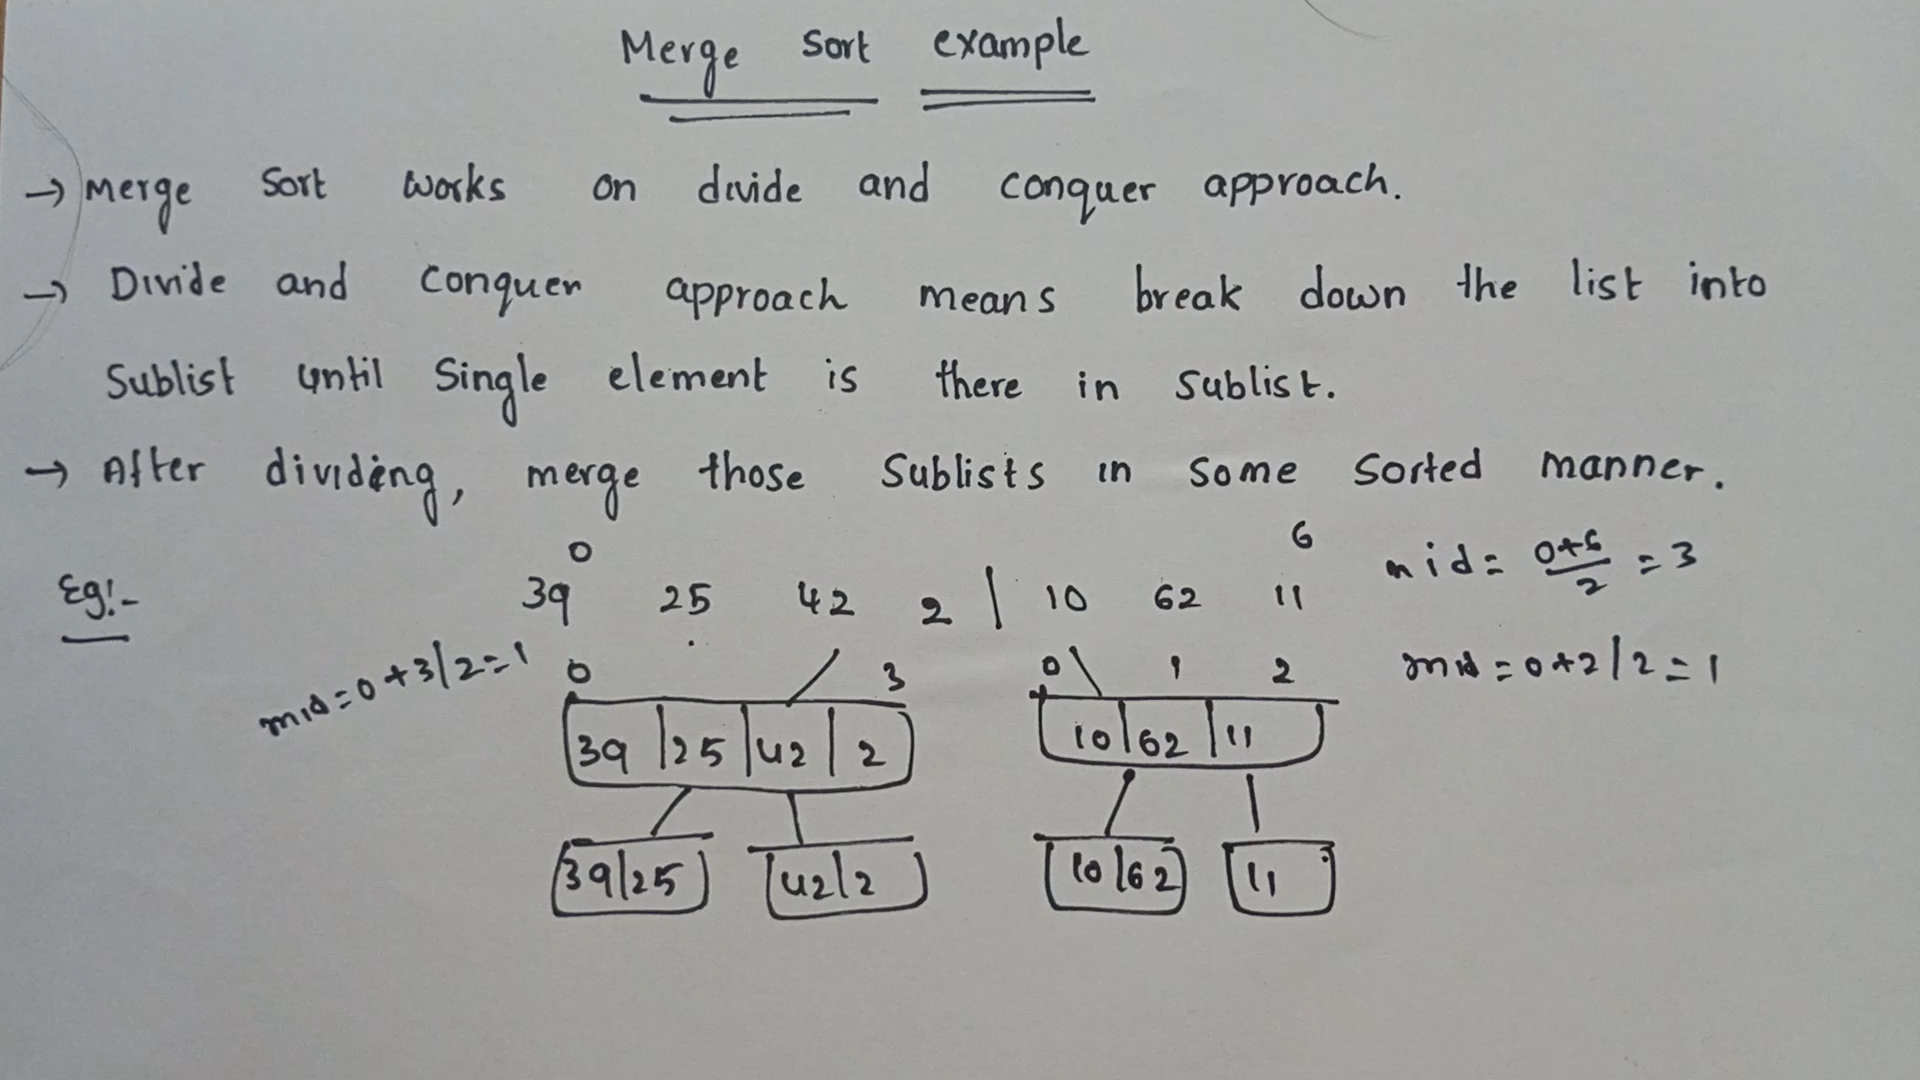 Merge Sort example
→ Merge Sort works on divide and conquer approach.
→ Divide and conquer approach means break down the list into
Sublist until Single element is there in Sublist.
→ After dividing, merge those Sublists in some sorted manner.
0 6
Eg:- 39 25 42 2 | 10 62 11 mid = 0+6/2 = 3
mid = 0+3/2 = 1 0 3 0 1 2 mid = 0+2/2 = 1
39 | 25 | 42 | 2 10 | 62 | 11
39 | 25 42 | 2 10 | 62 11